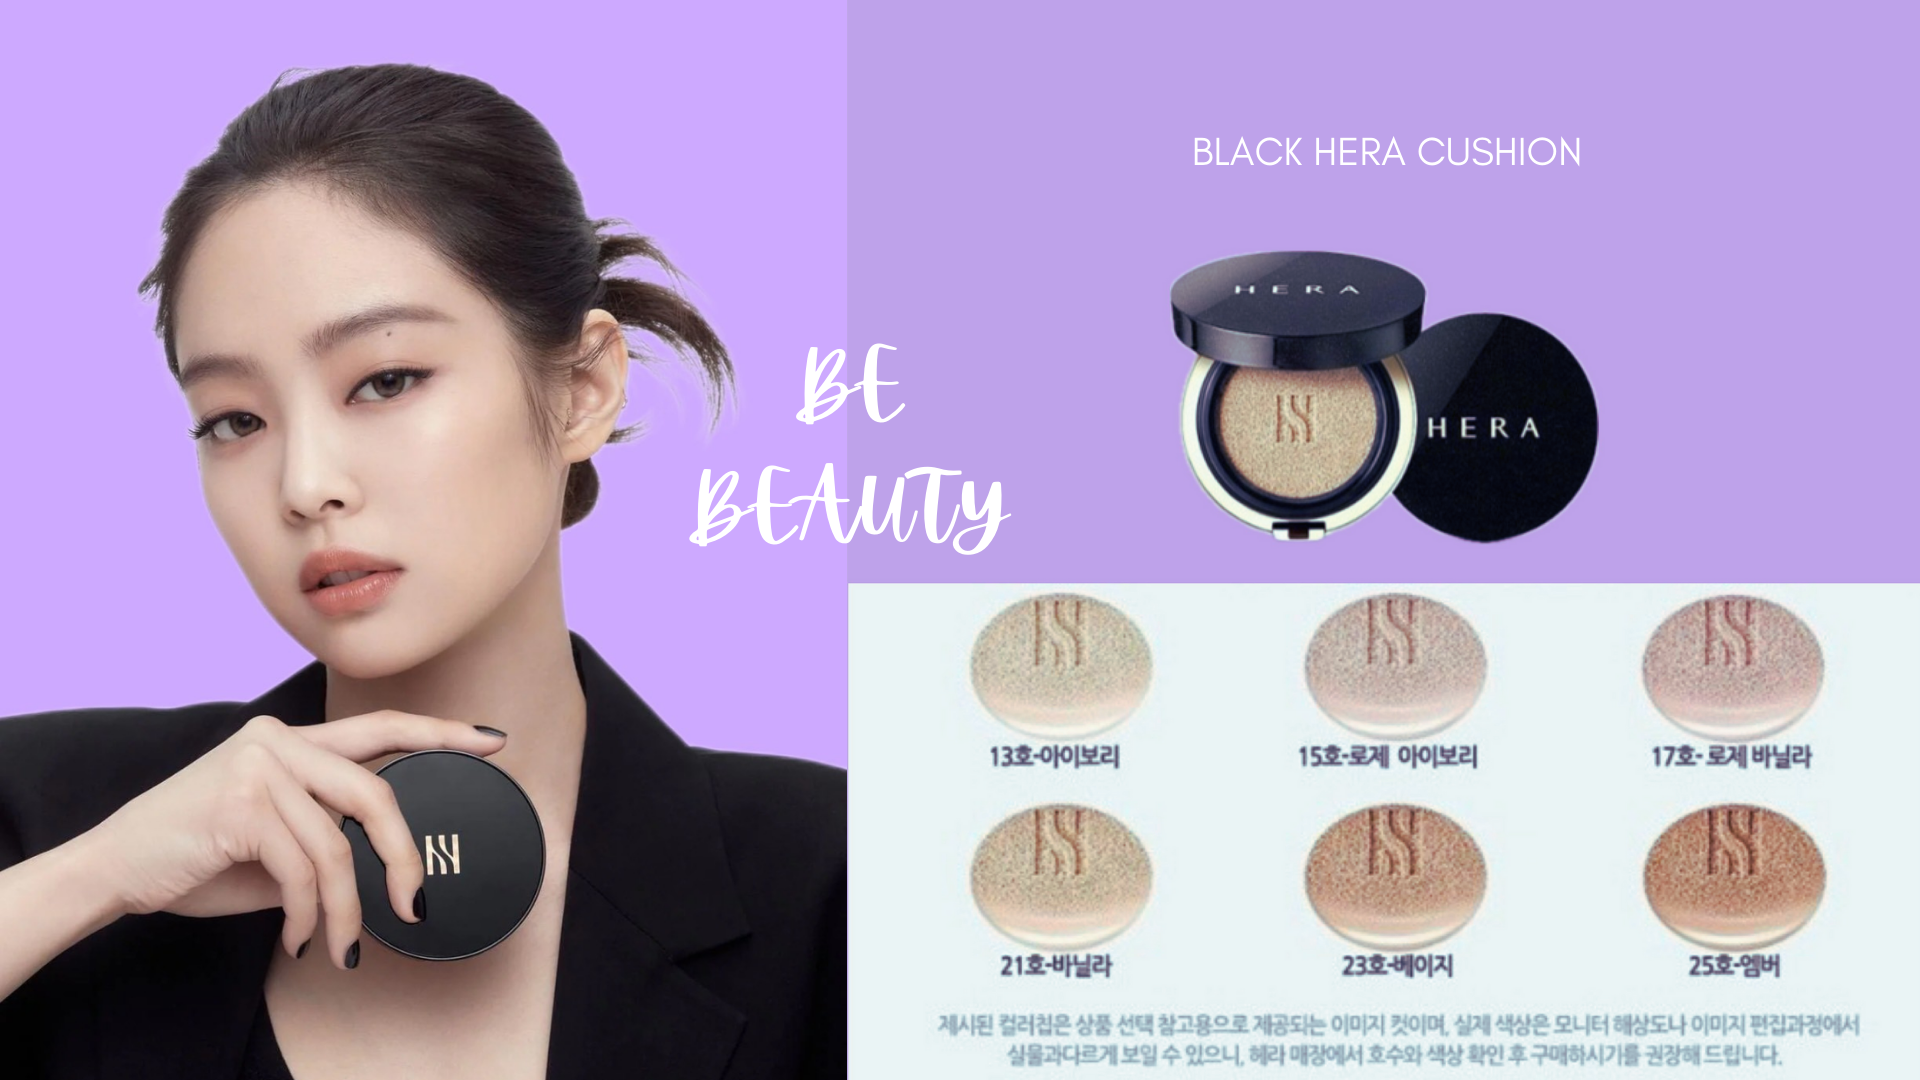 BLACK HERA CUSHION
HERA
HERA
BE
BEAUTY
13호-아이보리
15호-로제 아이보리
17호- 로제 바닐라
21호-바닐라
23호-베이지
25호-엠버
제시된 컬러칩은 상품 선택 참고용으로 제공되는 이미지 컷이며, 실제 색상은 모니터 해상도나 이미지 편집과정에서
실물과다르게 보일 수 있으니, 헤라 매장에서 호수와 색상 확인 후 구매하시기를 권장해 드립니다.